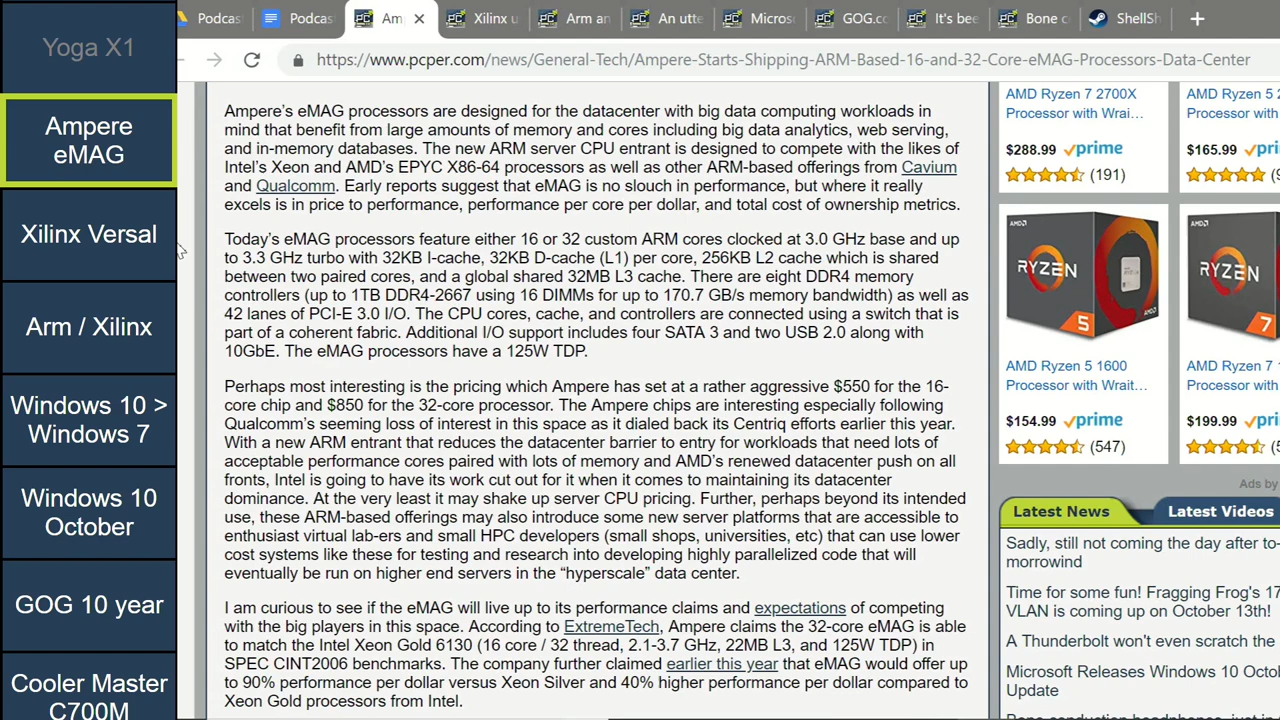 Yoga X1
Ampere
eMAG
Xilinx Versal
Arm / Xilinx
Windows 10 >
Windows 7
Windows 10
October
GOG 10 year
Cooler Master
C700M
Podcas
Podcas
Am
Xilinx u
Arm an
An utte
Micros
GOG.co
It's bee
Bone c
ShellSh
https://www.pcper.com/news/General-Tech/Ampere-Starts-Shipping-ARM-Based-16-and-32-Core-eMAG-Processors-Data-Center
Ampere's eMAG processors are designed for the datacenter with big data computing workloads in
mind that benefit from large amounts of memory and cores including big data analytics, web serving,
and in-memory databases. The new ARM server CPU entrant is designed to compete with the likes of
Intel's Xeon and AMD's EPYC X86-64 processors as well as other ARM-based offerings from Cavium
and Qualcomm. Early reports suggest that eMAG is no slouch in performance, but where it really
excels is in price to performance, performance per core per dollar, and total cost of ownership metrics.
Today's eMAG processors feature either 16 or 32 custom ARM cores clocked at 3.0 GHz base and up
to 3.3 GHz turbo with 32KB I-cache, 32KB D-cache (L1) per core, 256KB L2 cache which is shared
between two paired cores, and a global shared 32MB L3 cache. There are eight DDR4 memory
controllers (up to 1TB DDR4-2667 using 16 DIMMs for up to 170.7 GB/s memory bandwidth) as well as
42 lanes of PCI-E 3.0 I/O. The CPU cores, cache, and controllers are connected using a switch that is
part of a coherent fabric. Additional I/O support includes four SATA 3 and two USB 2.0 along with
10GbE. The eMAG processors have a 125W TDP.
Perhaps most interesting is the pricing which Ampere has set at a rather aggressive $550 for the 16-
core chip and $850 for the 32-core processor. The Ampere chips are interesting especially following
Qualcomm's seeming loss of interest in this space as it dialed back its Centriq efforts earlier this year.
With a new ARM entrant that reduces the datacenter barrier to entry for workloads that need lots of
acceptable performance cores paired with lots of memory and AMD's renewed datacenter push on all
fronts, Intel is going to have its work cut out for it when it comes to maintaining its datacenter
dominance. At the very least it may shake up server CPU pricing. Further, perhaps beyond its intended
use, these ARM-based offerings may also introduce some new server platforms that are accessible to
enthusiast virtual lab-ers and small HPC developers (small shops, universities, etc) that can use lower
cost systems like these for testing and research into developing highly parallelized code that will
eventually be run on higher end servers in the “hyperscale” data center.
I am curious to see if the eMAG will live up to its performance claims and expectations of competing
with the big players in this space. According to ExtremeTech, Ampere claims the 32-core eMAG is able
to match the Intel Xeon Gold 6130 (16 core / 32 thread, 2.1-3.7 GHz, 22MB L3, and 125W TDP) in
SPEC CINT2006 benchmarks. The company further claimed earlier this year that eMAG would offer up
to 90% performance per dollar versus Xeon Silver and 40% higher performance per dollar compared to
Xeon Gold processors from Intel.
AMD Ryzen 7 2700X
Processor with Wrai...
$288.99 prime
(191)
AMD Ryzen 5 2
Processor with
$165.99 prim
AMD
RYZEN
5
AMD
RYZEN
7
AMD Ryzen 5 1600
Processor with Wrait...
$154.99 prime
(547)
AMD Ryzen 7 1
Processor with
$199.99 prim
Ads by
Latest News
Latest Videos
Sadly, still not coming the day after to-
morrowind
Time for some fun! Fragging Frog's 17
VLAN is coming up on October 13th!
A Thunderbolt won't even scratch the
Microsoft Releases Windows 10 Octo
Update